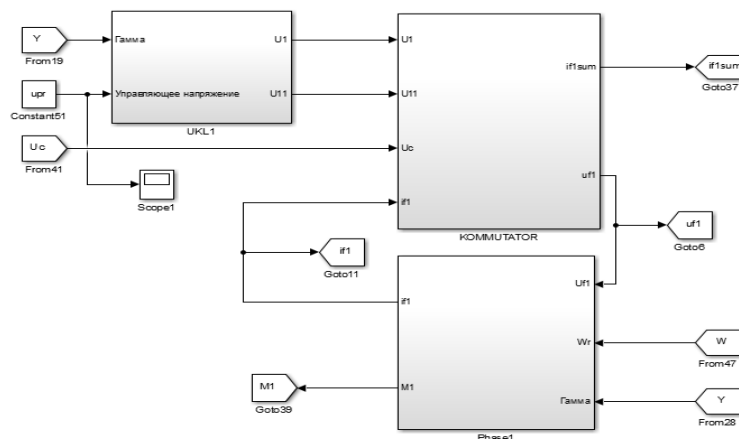 Y
From19
upr
Constant51
Uc
From41
Гамма
Управляющее напряжение
U1
U11
UKL1
Scope1
U1
U11
Uc
if1
if1sum
uf1
KOMMUTATOR
if1sum
Goto37
uf1
Goto6
if1
Goto11
if1
M1
Uf1
Wr
Гамма
Phase1
M1
Goto39
W
From47
Y
From28